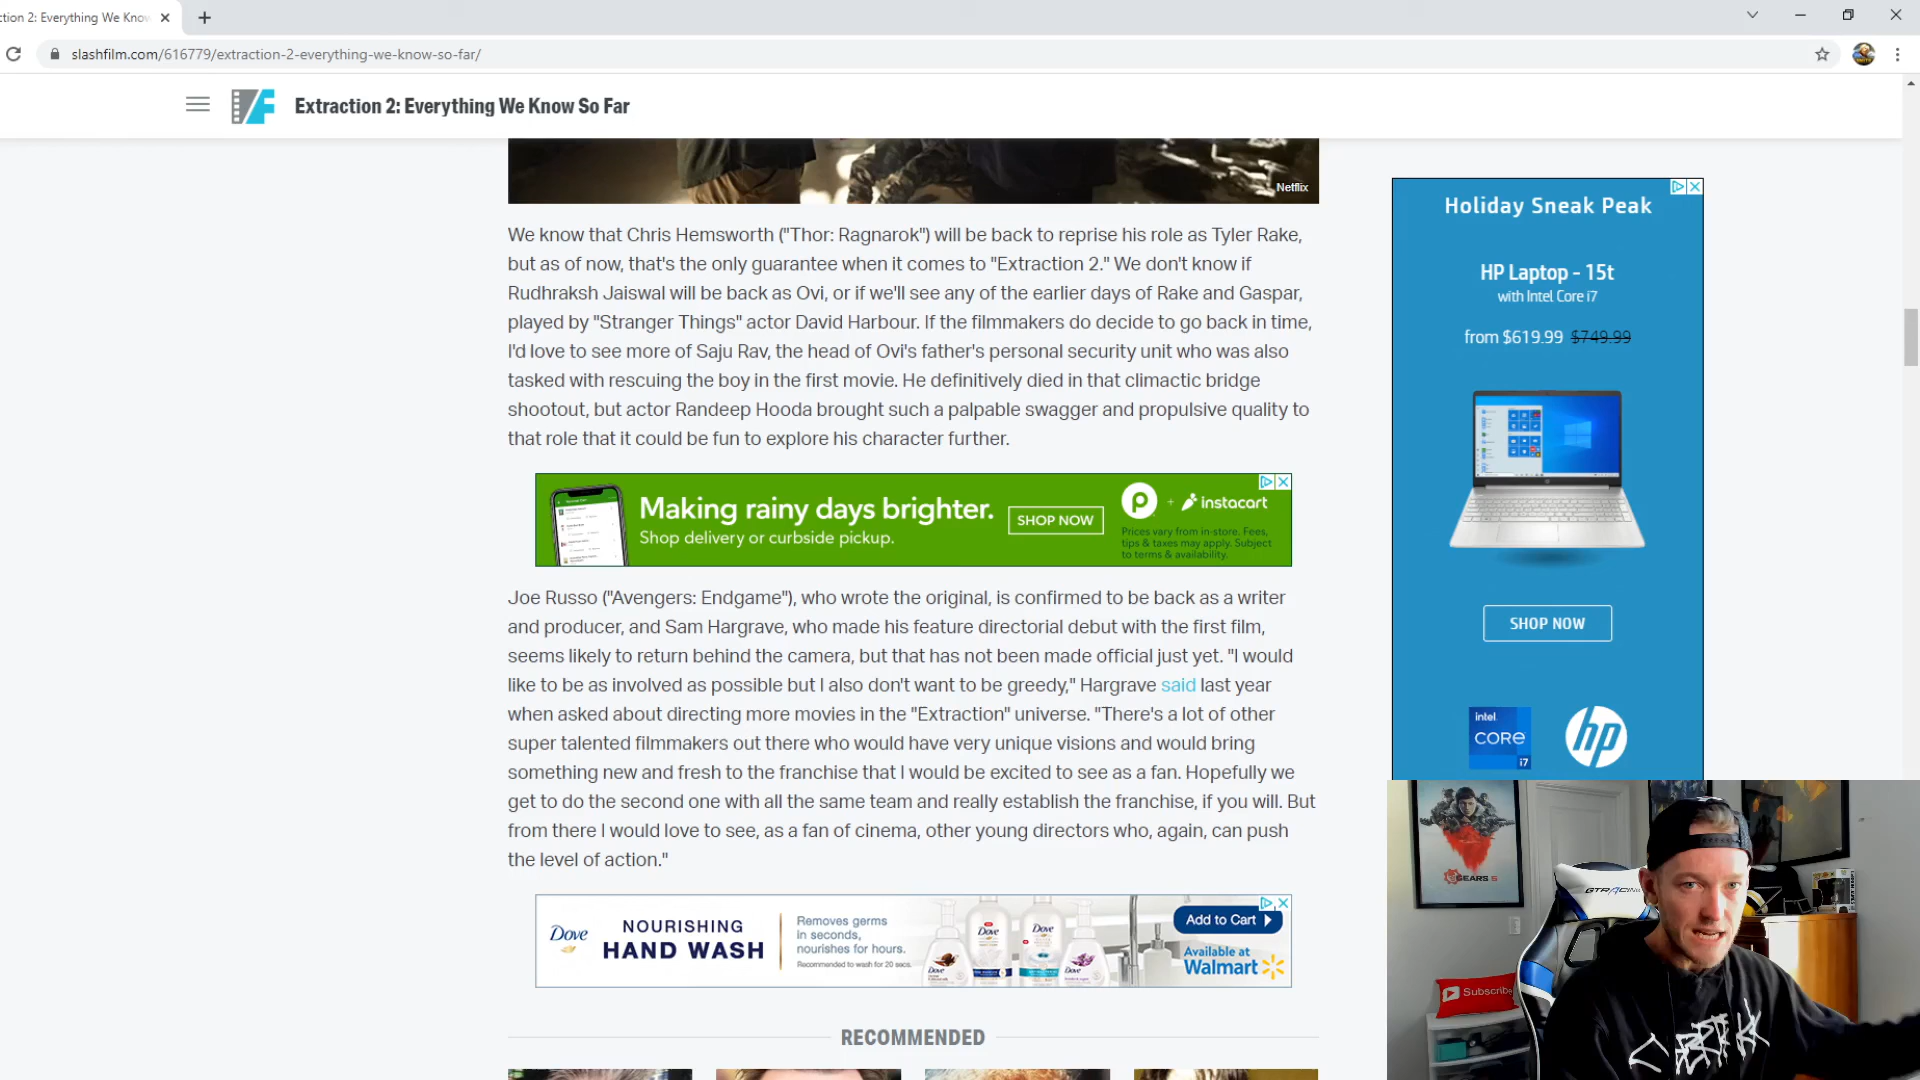 ction 2: Everything We Know
slashfilm.com/616779/extraction-2-everything-we-know-so-far/
/F Extraction 2: Everything We Know So Far
Netflix
We know that Chris Hemsworth ("Thor: Ragnarok") will be back to reprise his role as Tyler Rake,
but as of now, that's the only guarantee when it comes to "Extraction 2." We don't know if
Rudhraksh Jaiswal will be back as Ovi, or if we'll see any of the earlier days of Rake and Gaspar,
played by "Stranger Things" actor David Harbour. If the filmmakers do decide to go back in time,
I'd love to see more of Saju Rav, the head of Ovi's father's personal security unit who was also
tasked with rescuing the boy in the first movie. He definitively died in that climactic bridge
shootout, but actor Randeep Hooda brought such a palpable swagger and propulsive quality to
that role that it could be fun to explore his character further.
Making rainy days brighter.
Shop delivery or curbside pickup.
SHOP NOW
P + instacart
Prices vary from in-store. Fees,
tips & taxes may apply. Subject
to terms & availability.
Joe Russo ("Avengers: Endgame"), who wrote the original, is confirmed to be back as a writer
and producer, and Sam Hargrave, who made his feature directorial debut with the first film,
seems likely to return behind the camera, but that has not been made official just yet. "I would
like to be as involved as possible but I also don't want to be greedy," Hargrave said last year
when asked about directing more movies in the "Extraction" universe. "There's a lot of other
super talented filmmakers out there who would have very unique visions and would bring
something new and fresh to the franchise that I would be excited to see as a fan. Hopefully we
get to do the second one with all the same team and really establish the franchise, if you will. But
from there I would love to see, as a fan of cinema, other young directors who, again, can push
the level of action."
Dove
NOURISHING
HAND WASH
Removes germs
in seconds,
nourishes for hours.
Recommended to wash for 20 secs.
Dove
Dove
Dove
Dove
Add to Cart
Available at
Walmart
RECOMMENDED
Holiday Sneak Peak
HP Laptop - 15t
with Intel Core i7
from $619.99 $749.99
SHOP NOW
intel
CORE
i7
hp
GEARS 5
GTRACING
Subscribe